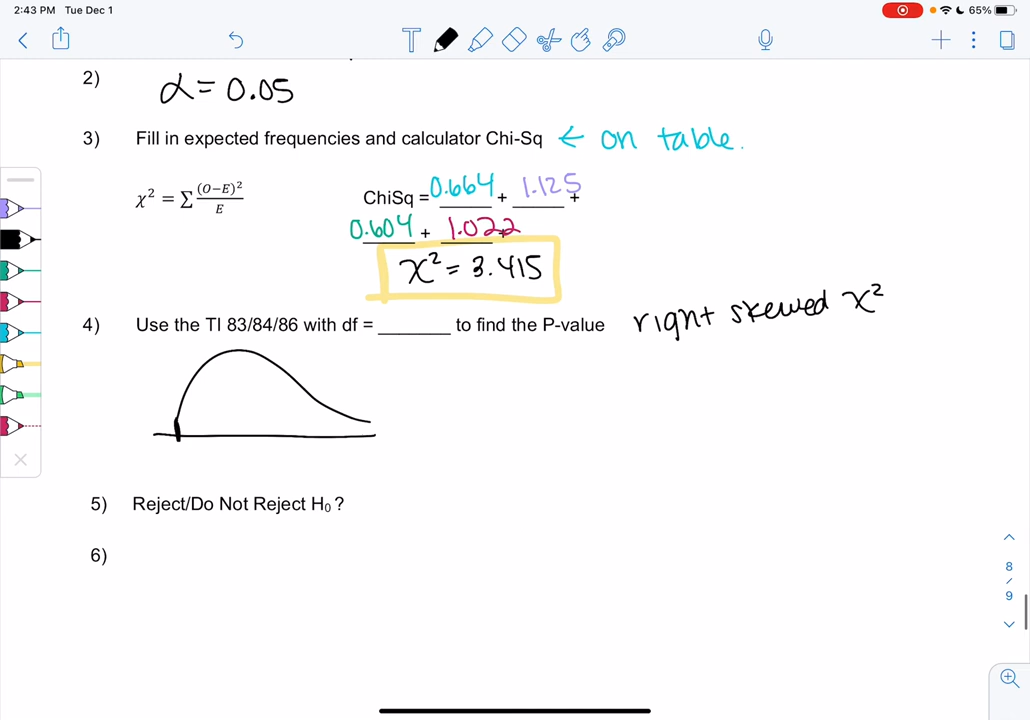 2:43 PM Tue Dec 1 65%
2) α = 0.05
3) Fill in expected frequencies and calculator Chi-Sq ← on table.
χ² = Σ (O−E)²/E ChiSq = 0.664 + 1.125 +
0.604 + 1.022
χ² = 3.415
4) Use the TI 83/84/86 with df = ________ to find the P-value right skewed χ²
5) Reject/Do Not Reject H₀ ?
6)
8
/
9